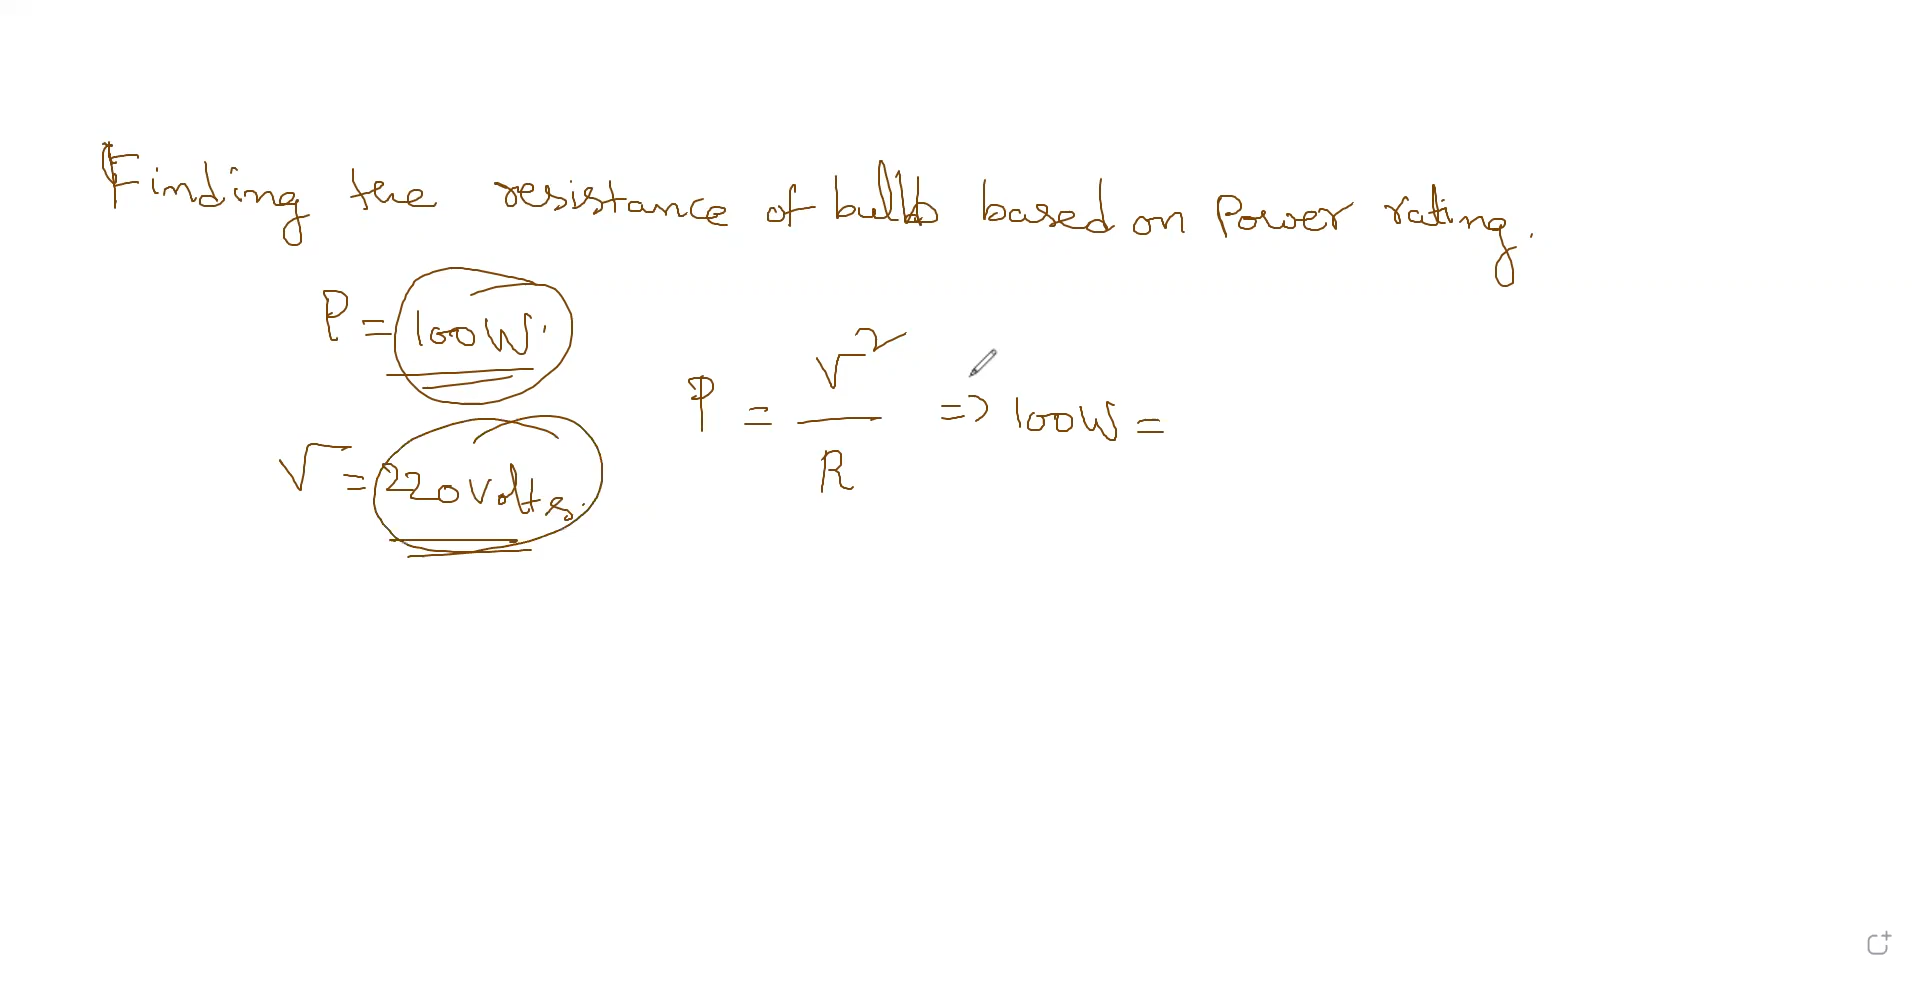 Finding the resistance of bulb based on Power rating.
P = 100W.
P = V² / R => 100W =
V = 220 Volts.